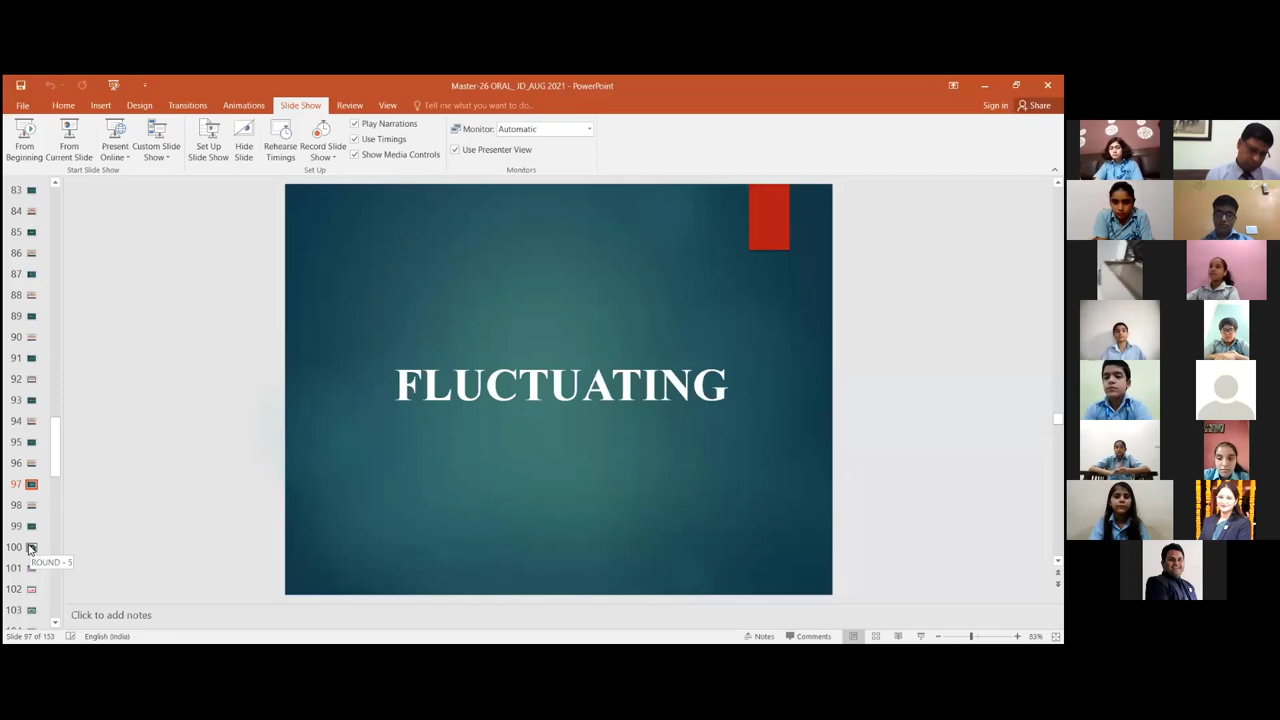 Master-26 ORAL_ JD_AUG 2021 - PowerPoint
File Home Insert Design Transitions Animations Slide Show Review View Tell me what you want to do... Sign in Share
From Beginning
From Current Slide
Present Online
Custom Slide Show
Set Up Slide Show
Hide Slide
Rehearse Timings
Record Slide Show
Play Narrations
Use Timings
Show Media Controls
Monitor: Automatic
Use Presenter View
Start Slide Show
Set Up
Monitors
83
84
85
86
87
88
89
90
91
92
93
94
95
96
97
98
99
100
ROUND - 5
101
102
103
FLUCTUATING
Click to add notes
Slide 97 of 153 English (India) Notes Comments 83%